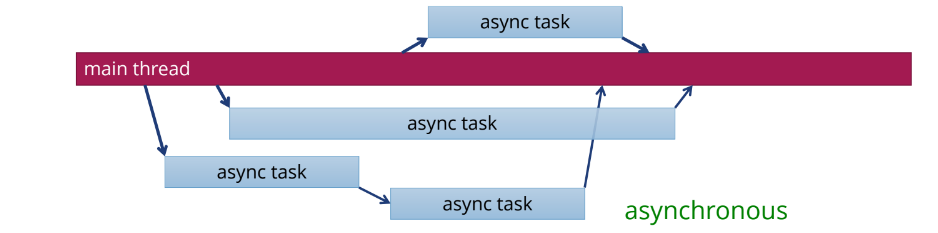 async task
main thread
async task
async task
async task
asynchronous